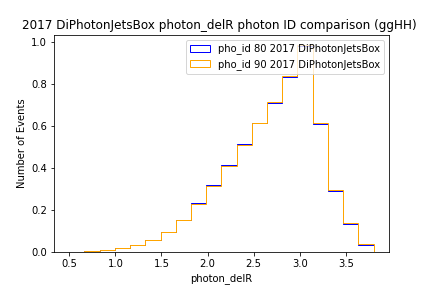 2017 DiPhotonJetsBox photon_delR photon ID comparison (ggHH)
pho_id 80 2017 DiPhotonJetsBox
pho_id 90 2017 DiPhotonJetsBox
Number of Events
1.0
0.8
0.6
0.4
0.2
0.0
0.5 1.0 1.5 2.0 2.5 3.0 3.5
photon_delR